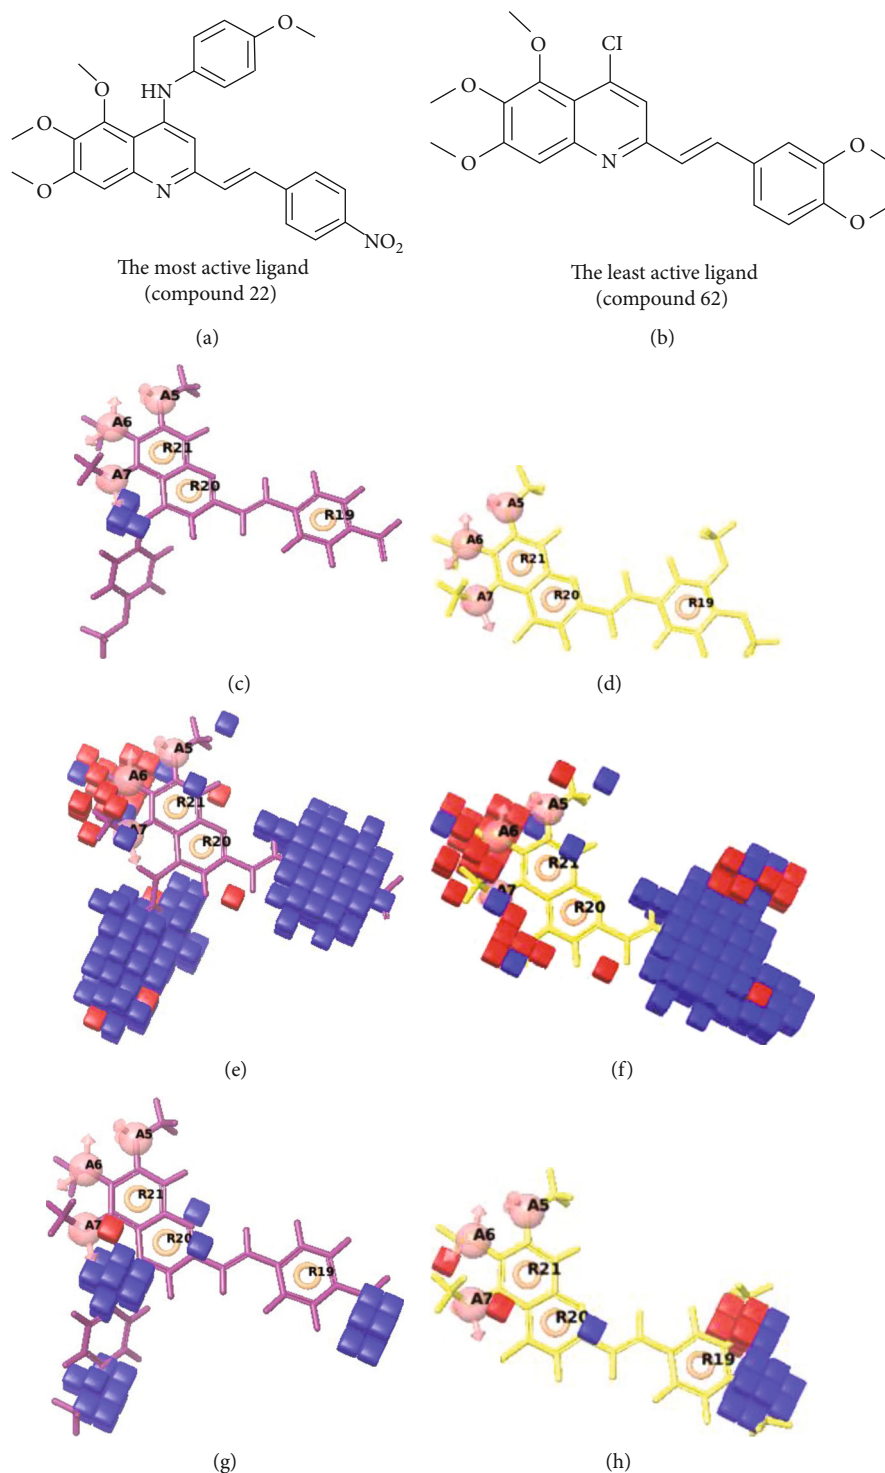 O
O
HN
O
O
O
N
NO2
The most active ligand
(compound 22)
(a)
O
Cl
O
O
N
O
O
The least active ligand
(compound 62)
(b)
A5
A6
R21
A7
R20
R19
(c)
A5
A6
R21
A7
R20
R19
(d)
A5
A6
R21
A7
R20
(e)
A5
A6
R21
A7
R20
(f)
A5
A6
R21
A7
R20
R19
(g)
A5
A6
R21
A7
R20
R19
(h)